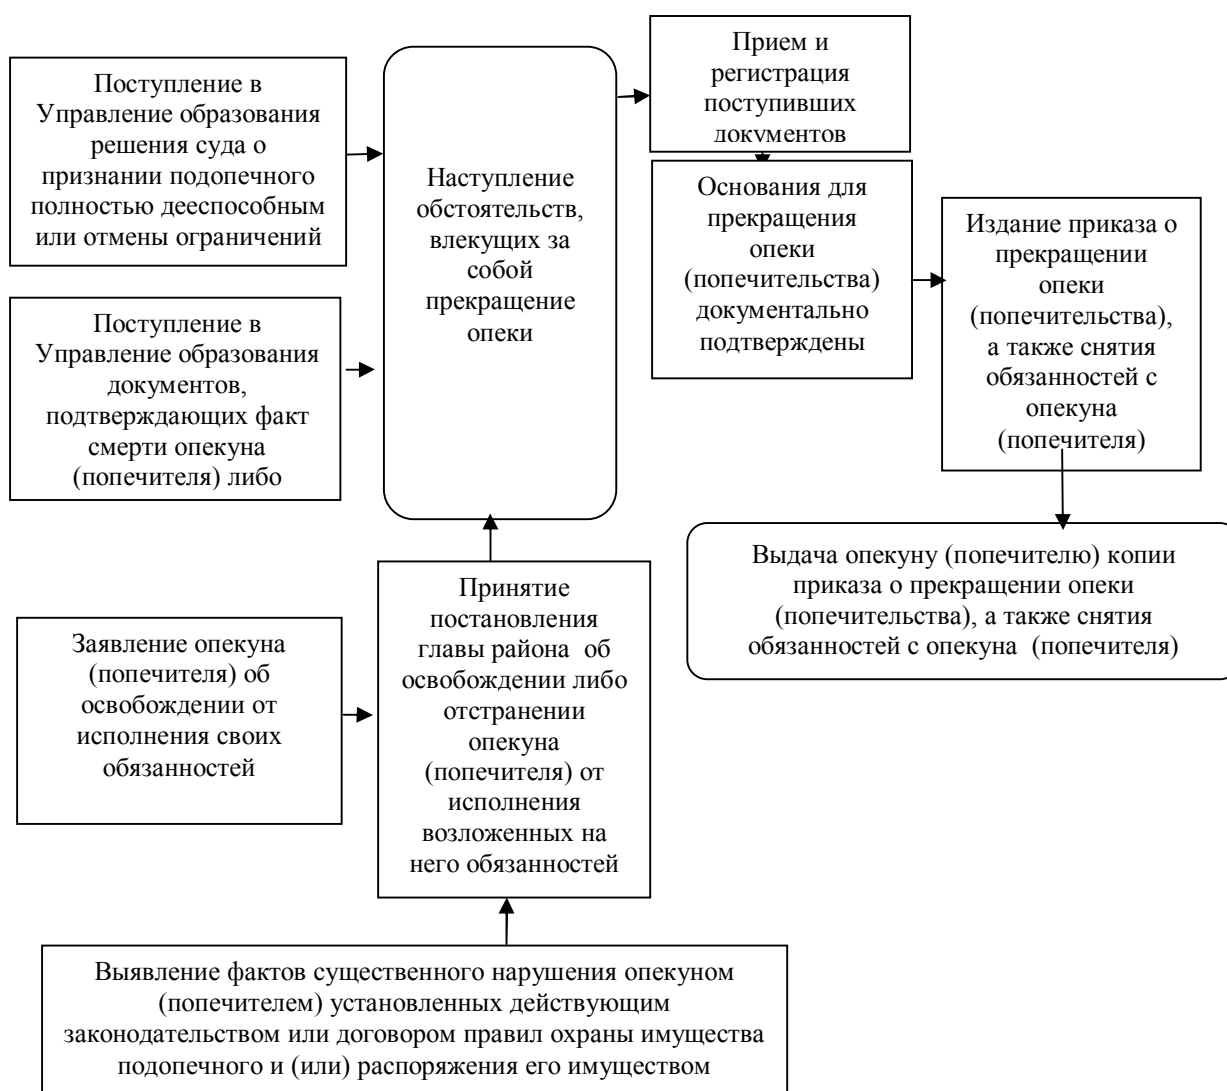 Поступление в
Управление образования
решения суда о
признании подопечного
полностью дееспособным
или отмены ограничений
Поступление в
Управление образования
документов,
подтверждающих факт
смерти опекуна
(попечителя) либо
Наступление
обстоятельств,
влекущих за
собой
прекращение
опеки
Прием и
регистрация
поступивших
документов
Основания для
прекращения
опеки
(попечительства)
документально
подтверждены
Издание приказа о
прекращении
опеки
(попечительства),
а также снятия
обязанностей с
опекуна
(попечителя)
Выдача опекуну (попечителю) копии
приказа о прекращении опеки
(попечительства), а также снятия
обязанностей с опекуна (попечителя)
Заявление опекуна
(попечителя) об
освобождении от
исполнения своих
обязанностей
Принятие
постановления
главы района об
освобождении либо
отстранении
опекуна
(попечителя) от
исполнения
возложенных на
него обязанностей
Выявление фактов существенного нарушения опекуном
(попечителем) установленных действующим
законодательством или договором правил охраны имущества
подопечного и (или) распоряжения его имуществом